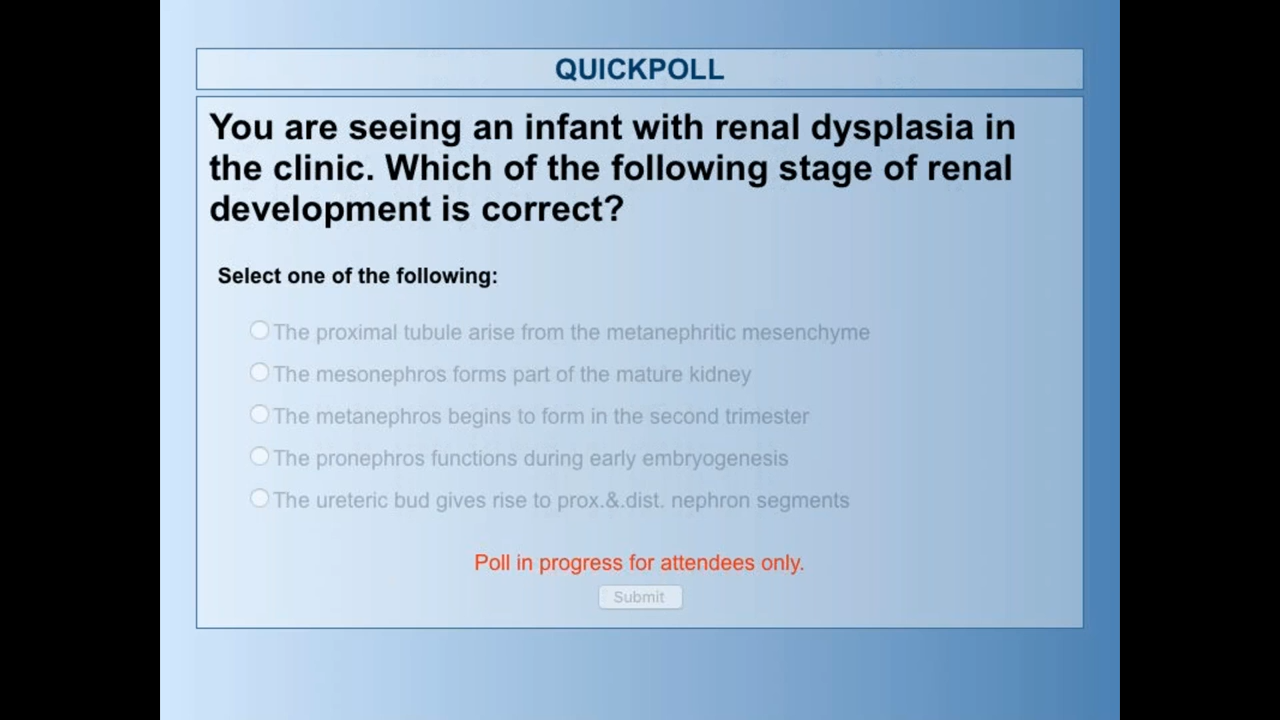 QUICKPOLL
You are seeing an infant with renal dysplasia in
the clinic. Which of the following stage of renal
development is correct?
Select one of the following:
The proximal tubule arise from the metanephritic mesenchyme
The mesonephros forms part of the mature kidney
The metanephros begins to form in the second trimester
The pronephros functions during early embryogenesis
The ureteric bud gives rise to prox.&.dist. nephron segments
Poll in progress for attendees only.
Submit